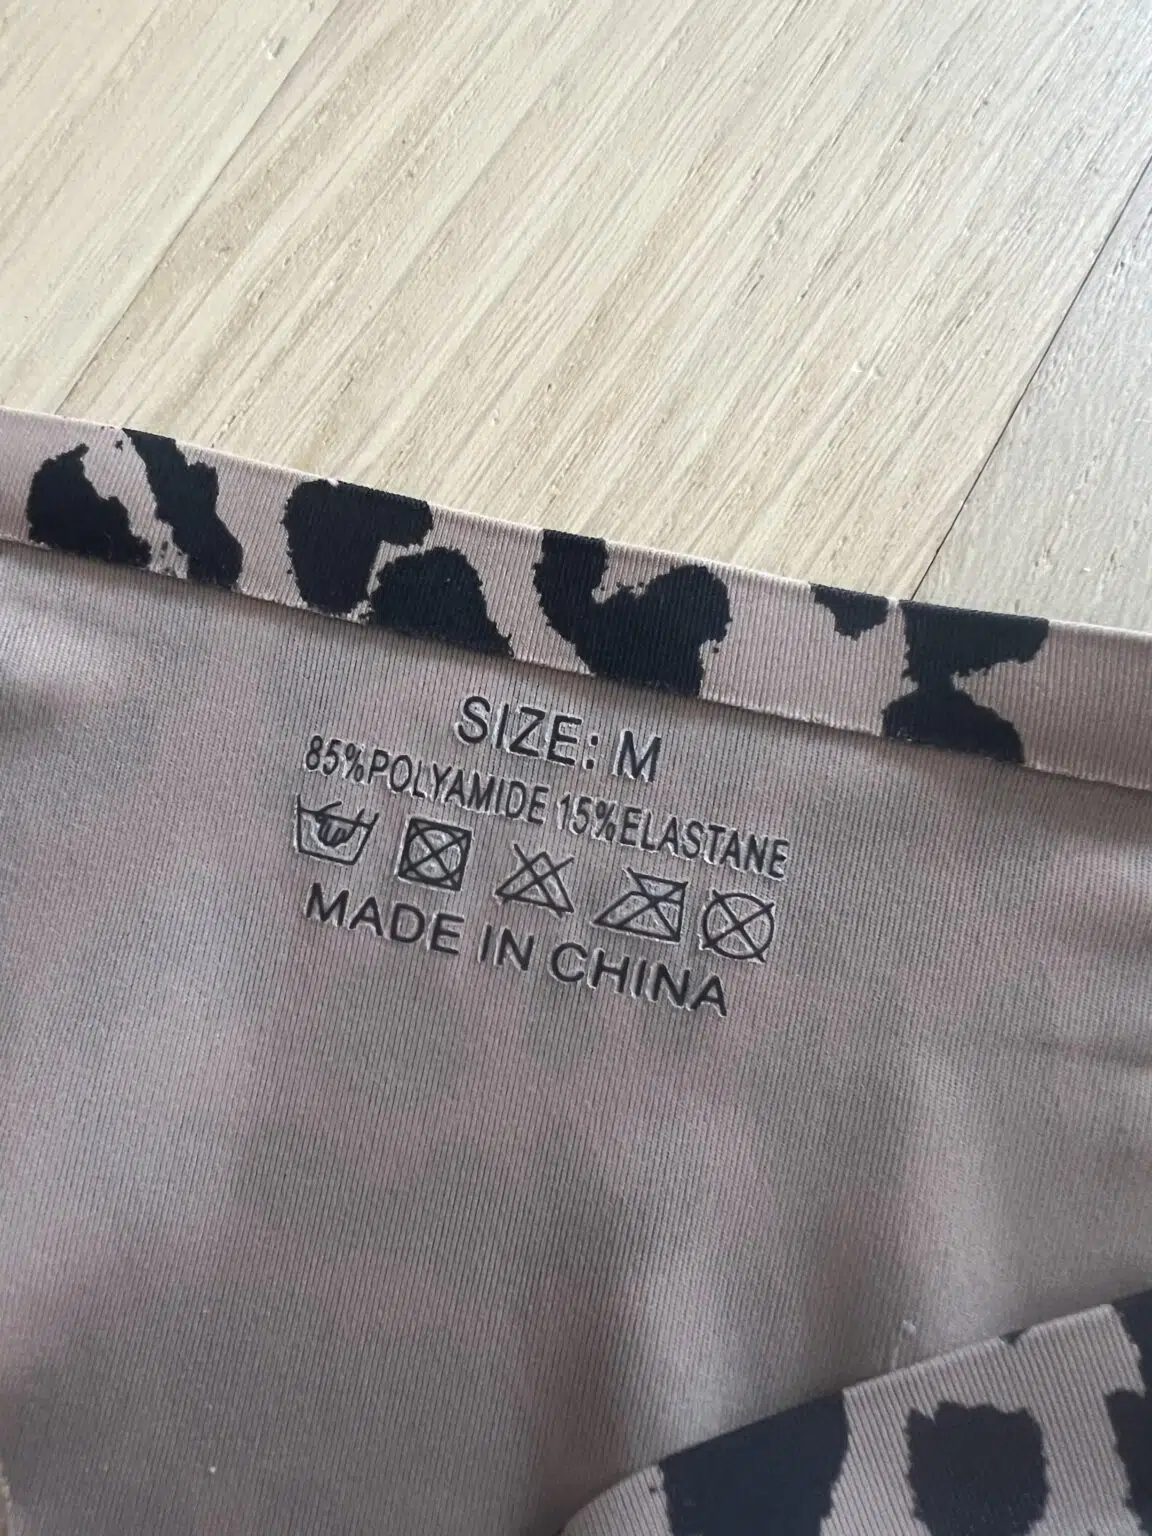 SIZE: M
85%POLYAMIDE 15%ELASTANE
MADE IN CHINA